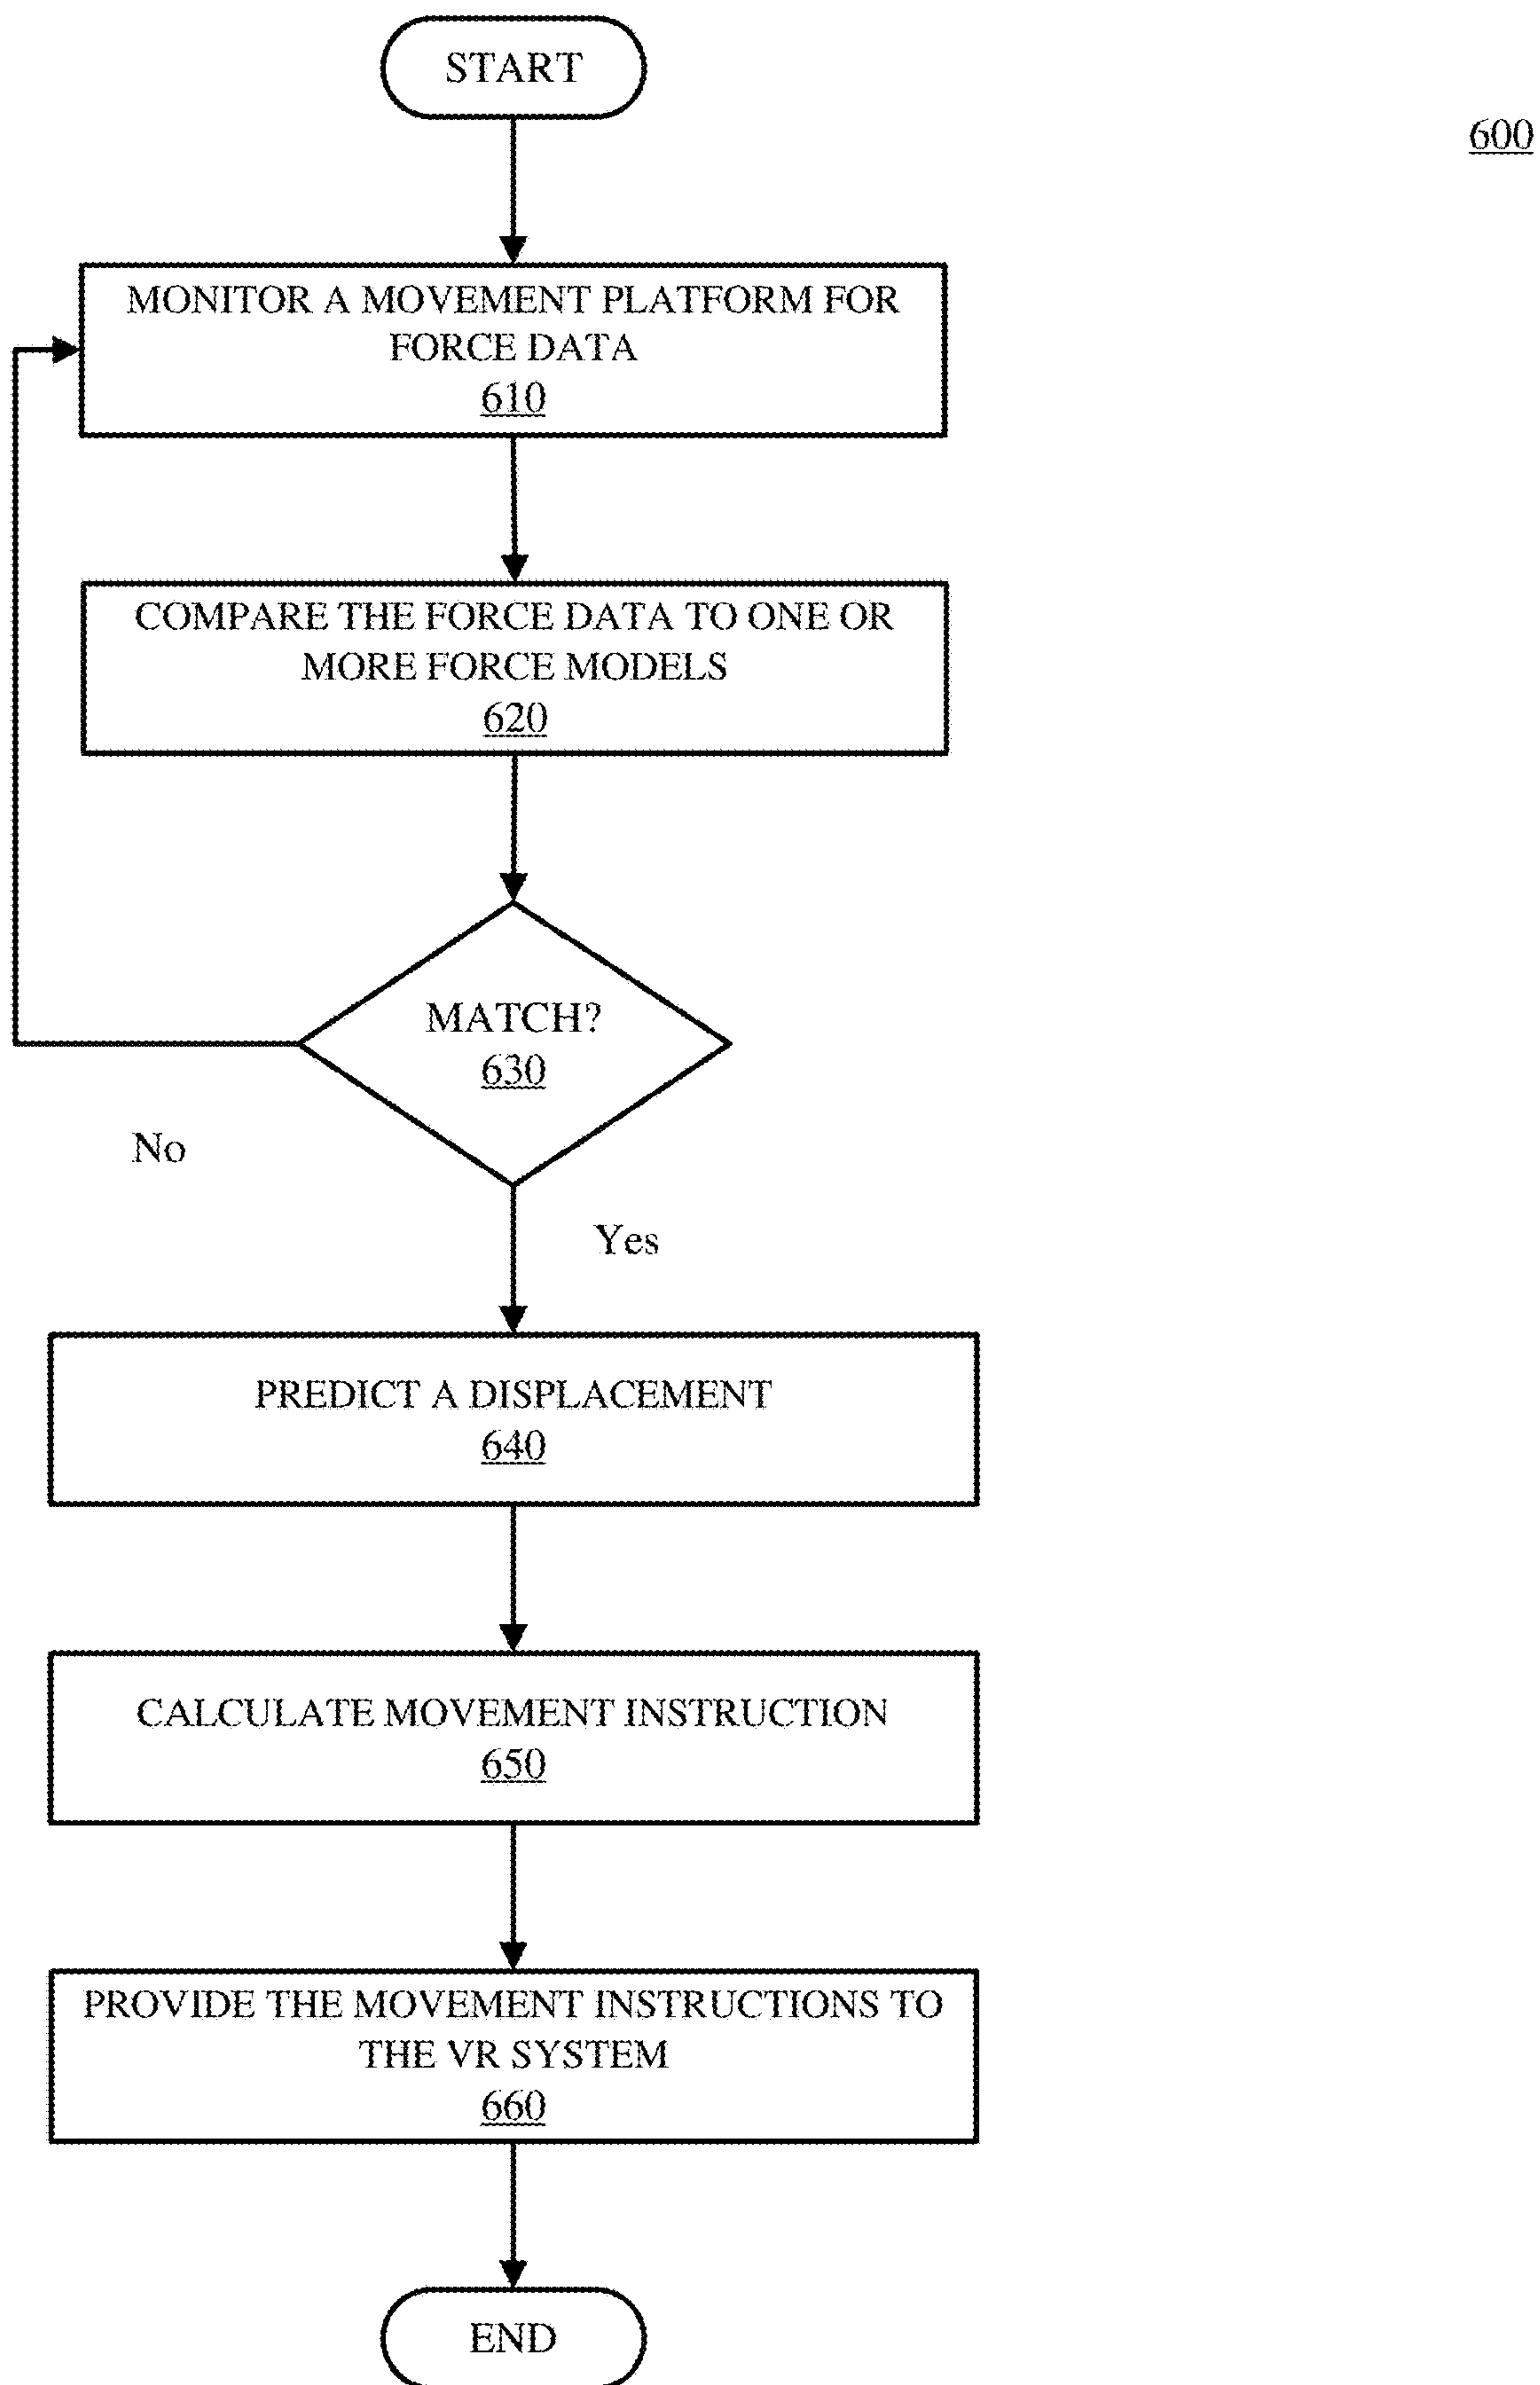 START
600
MONITOR A MOVEMENT PLATFORM FOR
FORCE DATA
610
COMPARE THE FORCE DATA TO ONE OR
MORE FORCE MODELS
620
MATCH?
630
No
Yes
PREDICT A DISPLACEMENT
640
CALCULATE MOVEMENT INSTRUCTION
650
PROVIDE THE MOVEMENT INSTRUCTIONS TO
THE VR SYSTEM
660
END